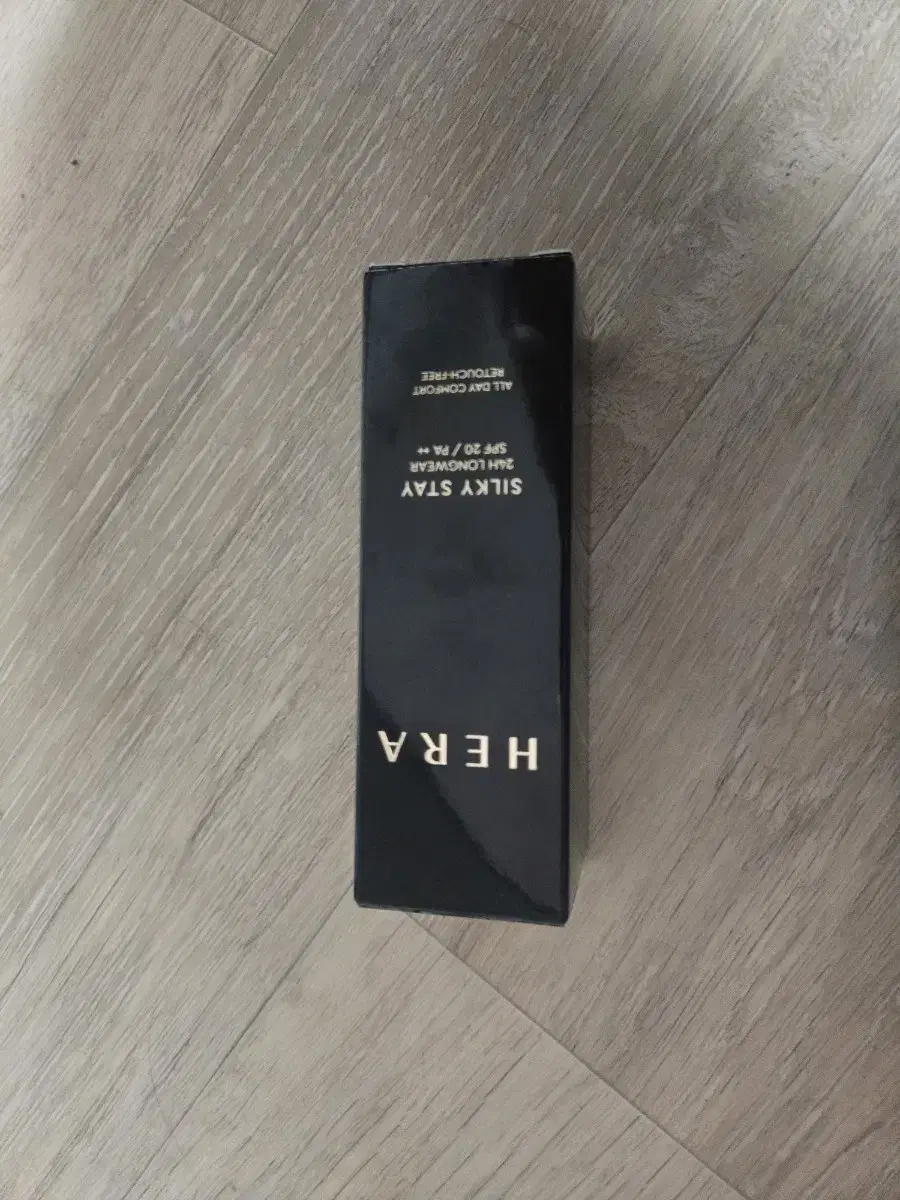 HERA
SILKY STAY
24H LONGWEAR
SPF 20 / PA ++
ALL DAY COMFORT
RETOUCH-FREE